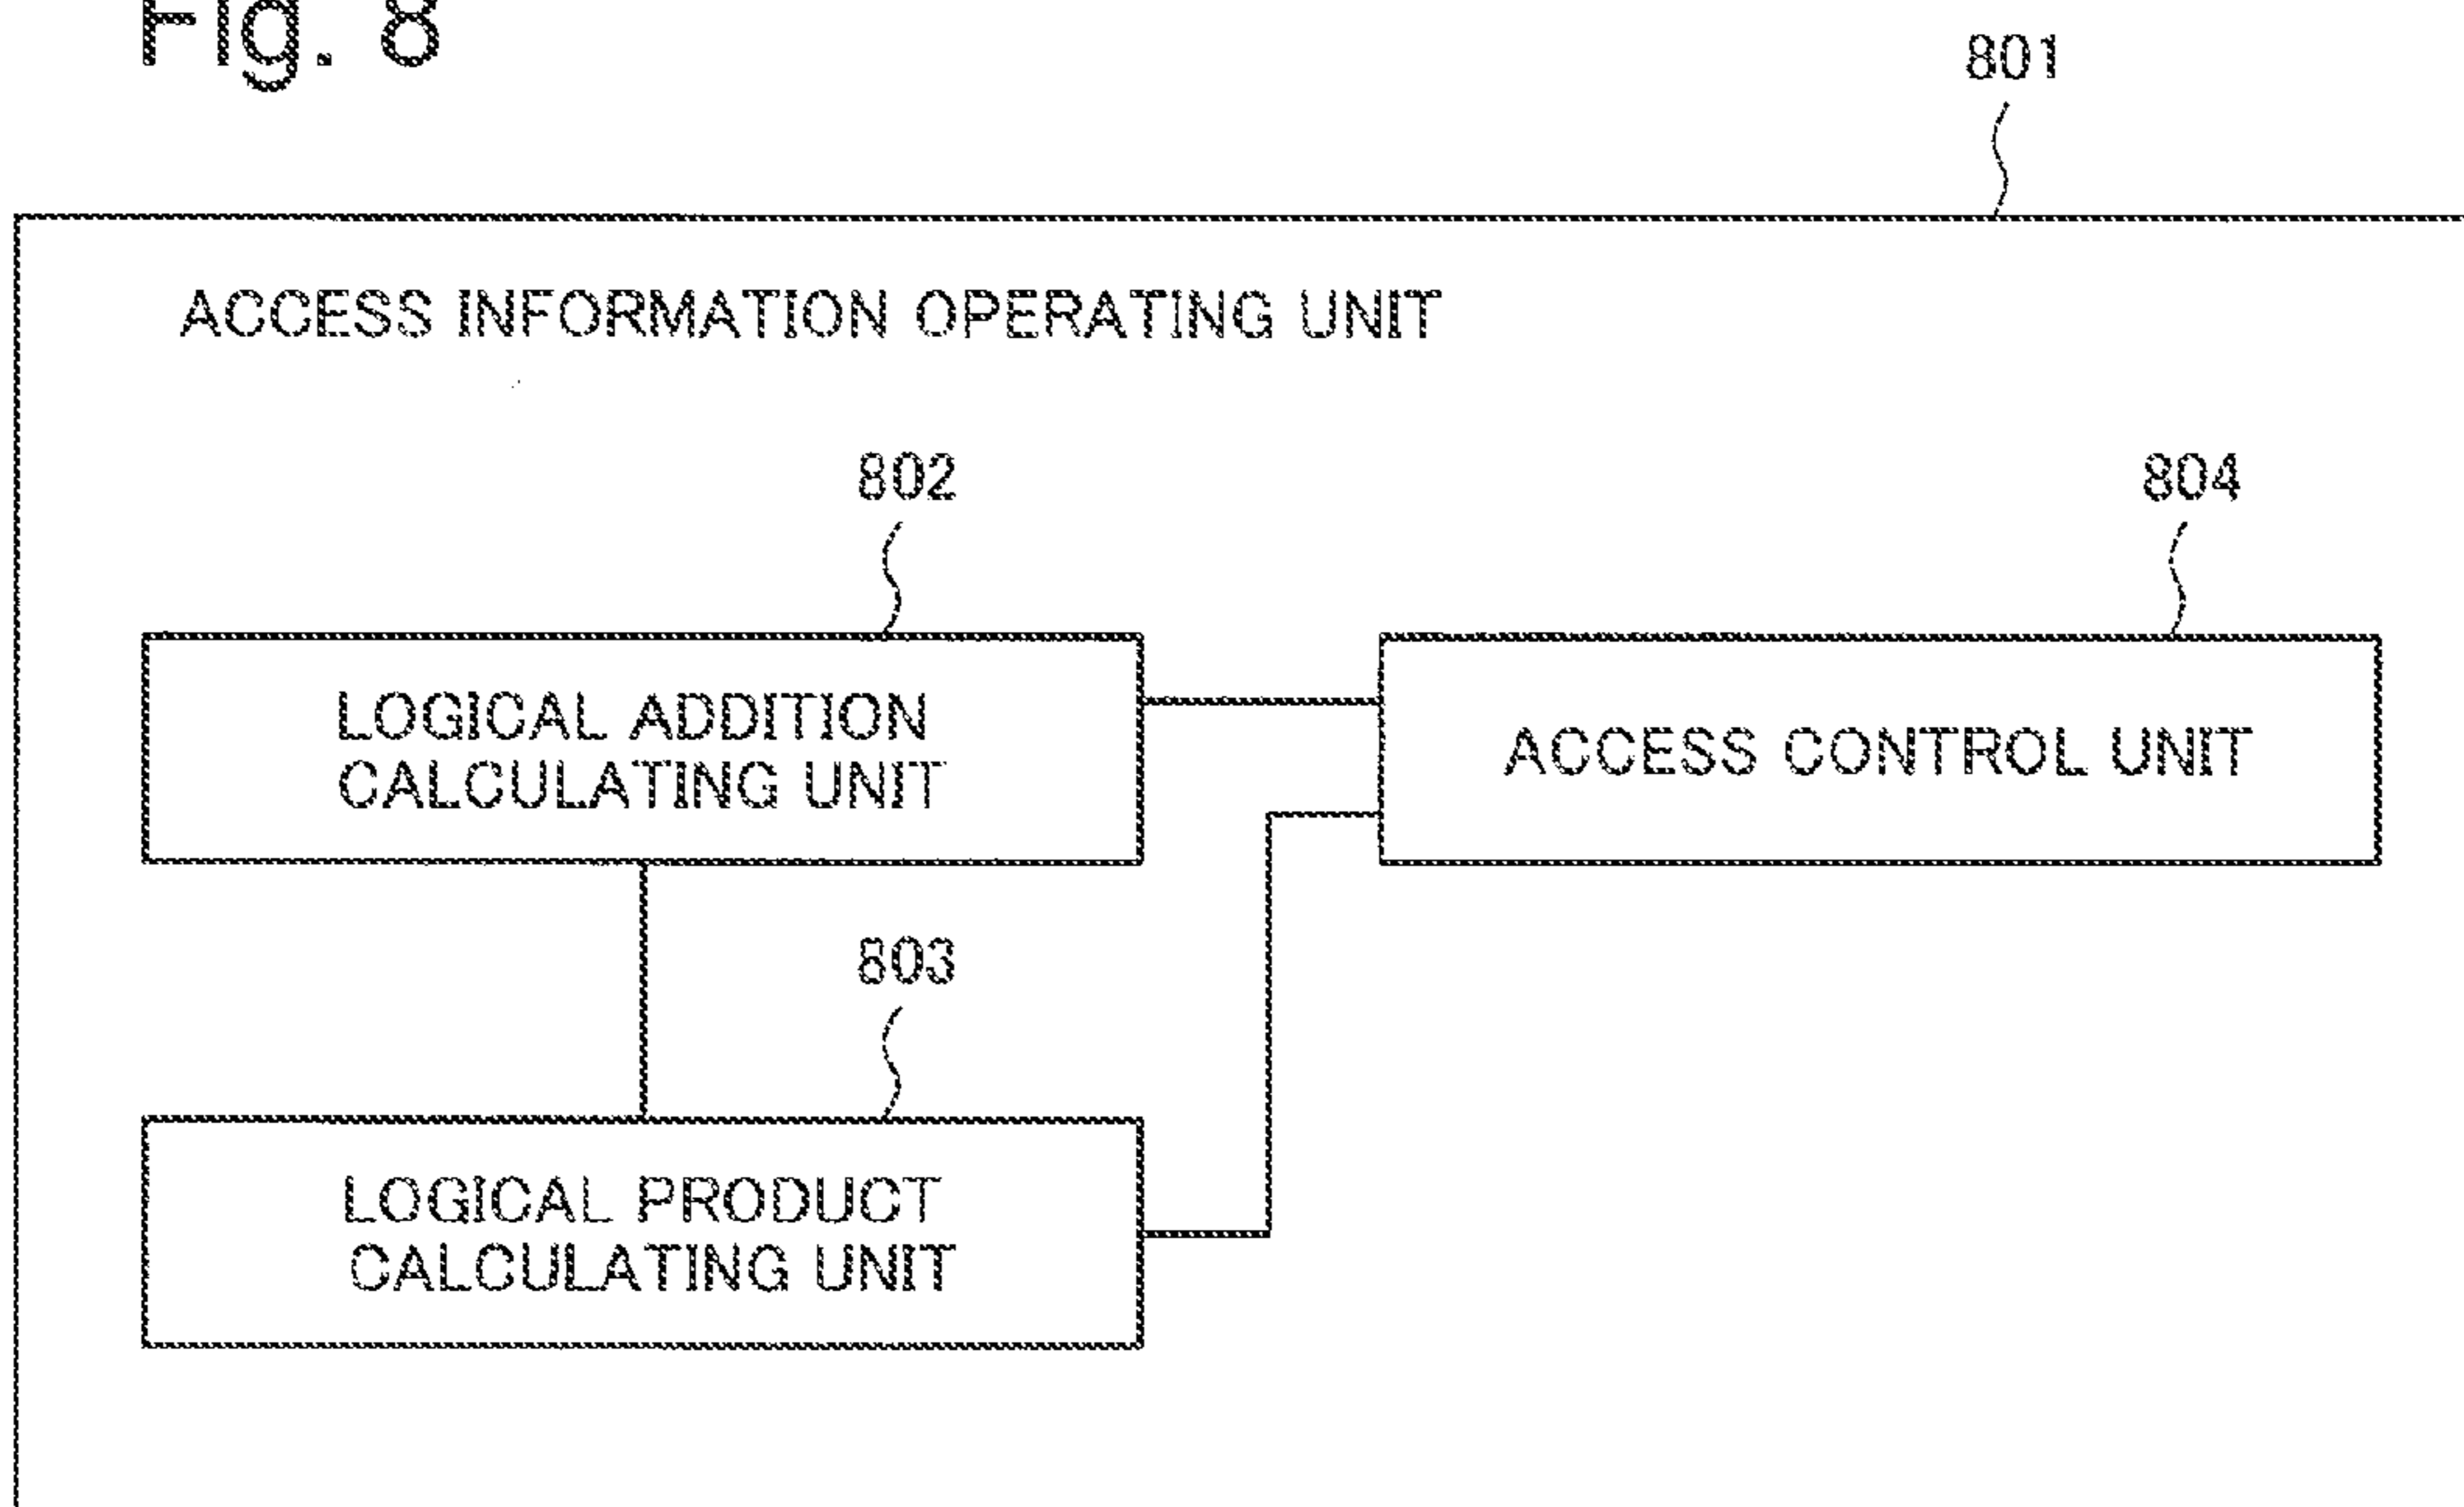 Fig. 8
801
ACCESS INFORMATION OPERATING UNIT
802
804
LOGICAL ADDITION
CALCULATING UNIT
ACCESS CONTROL UNIT
803
LOGICAL PRODUCT
CALCULATING UNIT